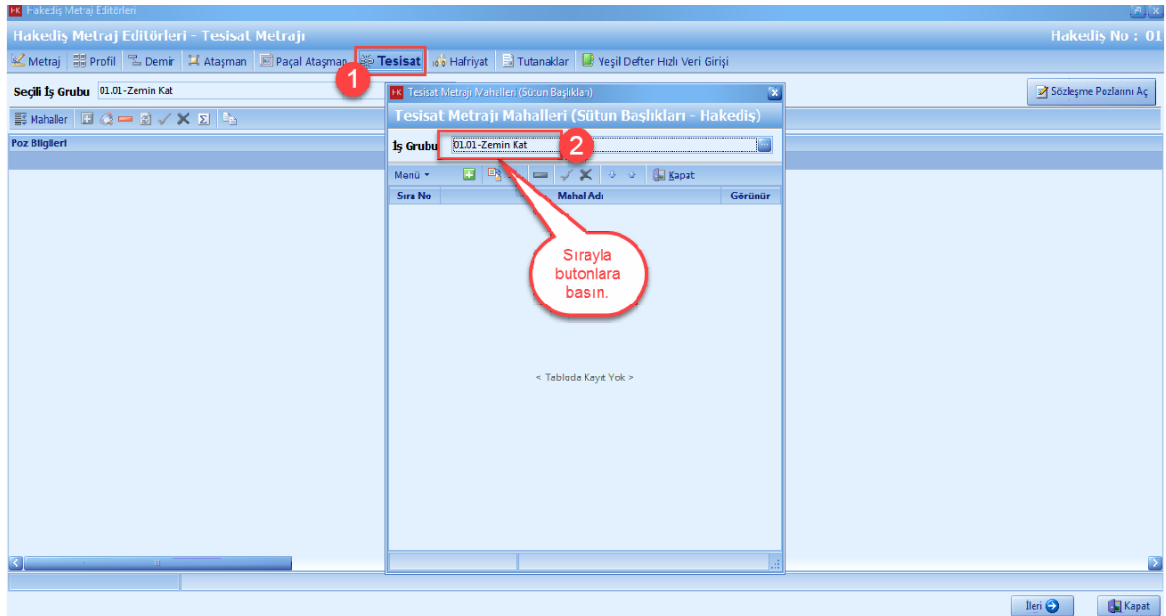 HK Hakediş Metraj Editörleri
Hakediş Metraj Editörleri - Tesisat Metrajı Hakediş No : 01
Metraj Profil Demir Ataşman Paçal Ataşman Tesisat Hafriyat Tutanaklar Yeşil Defter Hızlı Veri Girişi
1
Seçili İş Grubu 01.01-Zemin Kat Sözleşme Pozlarını Aç
Mahaller
Poz Bilgileri
HK Tesisat Metrajı Mahalleri (Sütun Başlıkları)
Tesisat Metrajı Mahalleri (Sütun Başlıkları - Hakediş)
İş Grubu 01.01-Zemin Kat 2
Menü Kapat
Sıra No Mahal Adı Görünür
Sırayla
butonlara
basın.
< Tabloda Kayıt Yok >
İleri Kapat